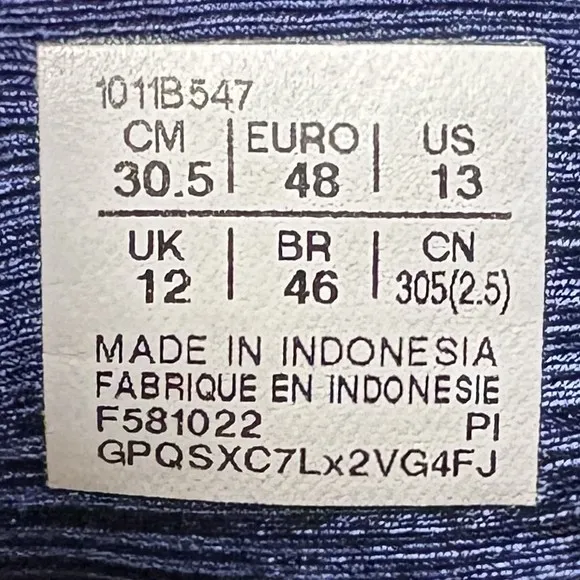 1011B547
CM | EURO | US
30.5 | 48 | 13
UK | BR | CN
12 | 46 | 305(2.5)
MADE IN INDONESIA
FABRIQUE EN INDONESIE
F581022 PI
GPQSXC7Lx2VG4FJ